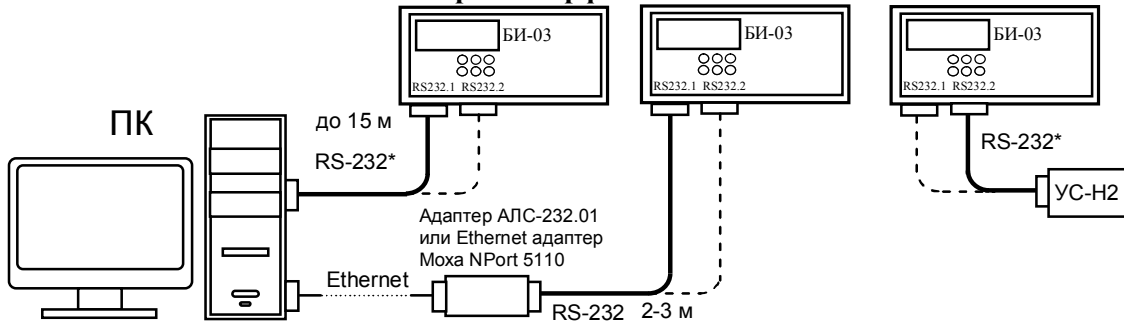 БИ-03
RS232.1 RS232.2
БИ-03
RS232.1 RS232.2
БИ-03
RS232.1 RS232.2
ПК
до 15 м
RS-232*
RS-232*
УС-Н2
Адаптер АЛС-232.01
или Ethernet адаптер
Moxa NPort 5110
Ethernet
RS-232 2-3 м